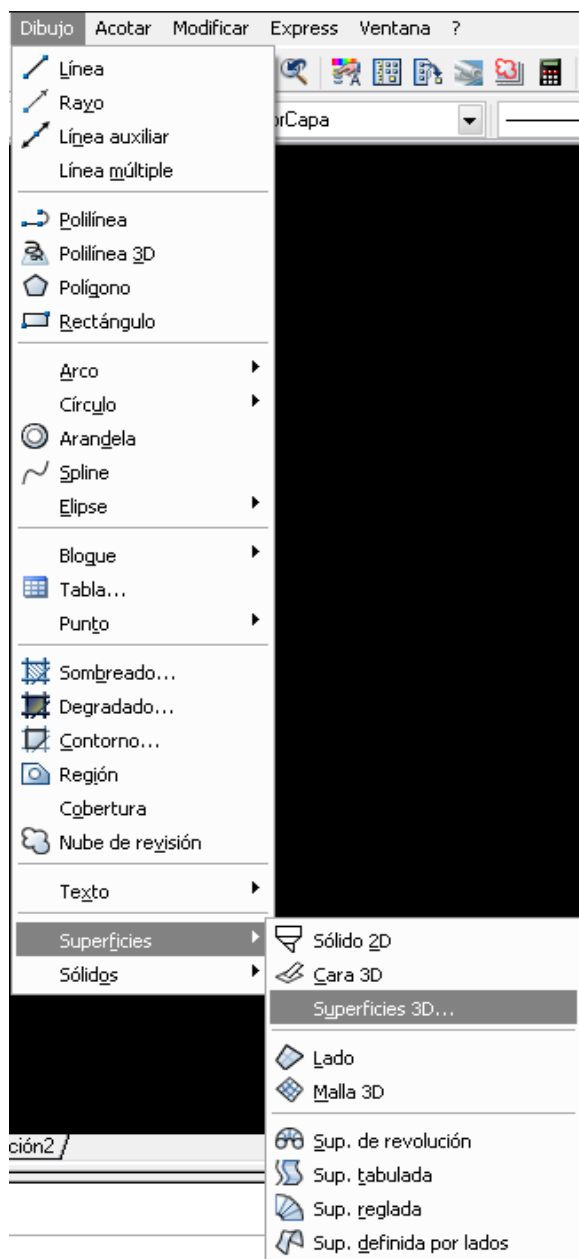 Dibujo Acotar Modificar Express Ventana ?
Línea
Rayo
orCapa
Línea auxiliar
Línea múltiple
Polilínea
Polilínea 3D
Polígono
Rectángulo
Arco
Círculo
Arandela
Spline
Elipse
Bloque
Tabla...
Punto
Sombreado...
Degradado...
Contorno...
Región
Cobertura
Nube de revisión
Texto
Superficies
Sólidos
Sólido 2D
Cara 3D
Superficies 3D...
Lado
Malla 3D
ción2
Sup. de revolución
Sup. tabulada
Sup. reglada
Sup. definida por lados